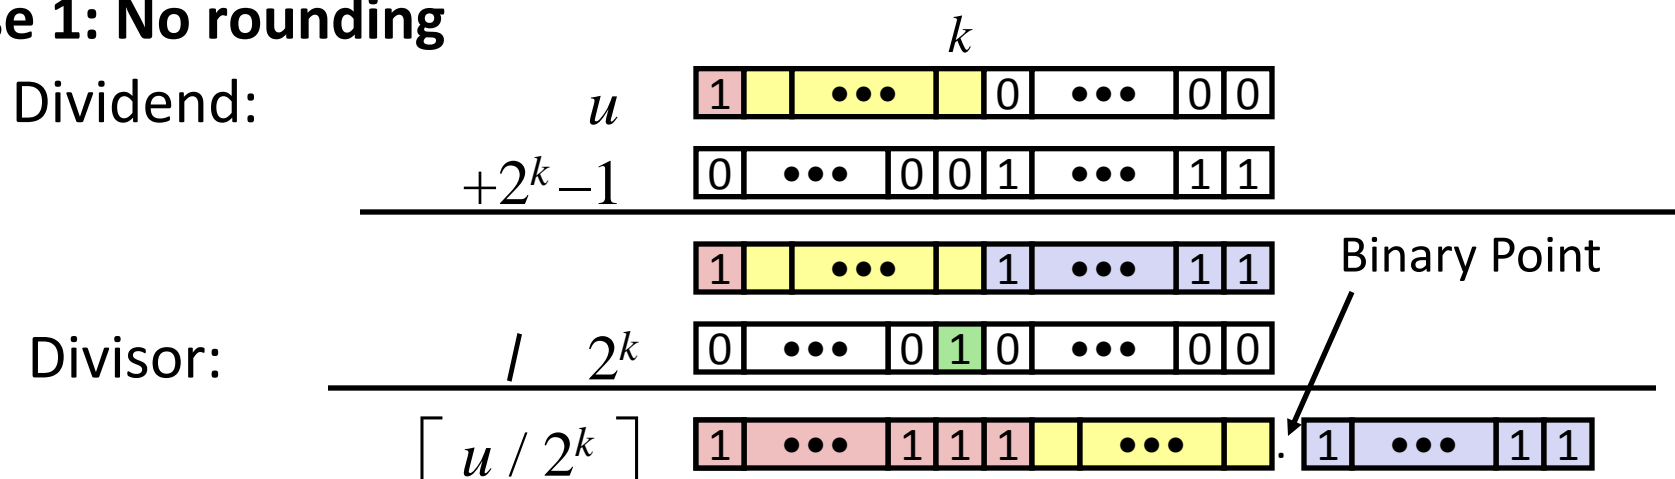 e 1: No rounding
k
Dividend: u 1 ••• 0 ••• 0 0
+2^k –1 0 ••• 0 0 1 ••• 1 1
1 ••• 1 ••• 1 1
Binary Point
Divisor: / 2^k 0 ••• 0 1 0 ••• 0 0
⌈ u / 2^k ⌉ 1 ••• 1 1 1 ••• . 1 ••• 1 1